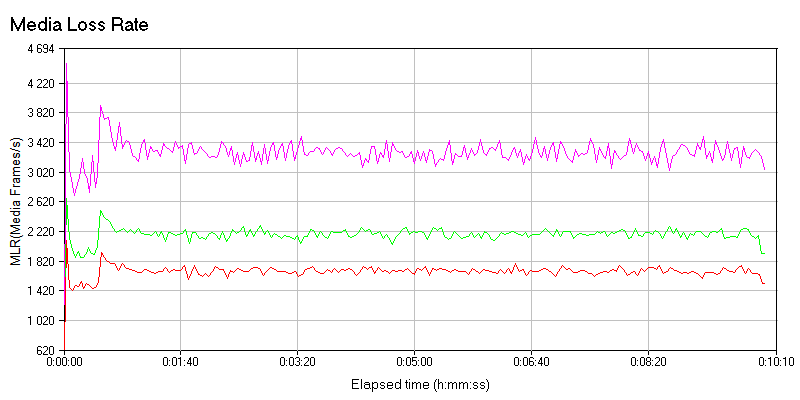 Media Loss Rate
4 694
4 220
3 820
3 420
3 020
2 620
2 220
1 820
1 420
1 020
620
MLR(Media Frames/s)
0:00:00 0:01:40 0:03:20 0:05:00 0:06:40 0:08:20 0:10:10
Elapsed time (h:mm:ss)